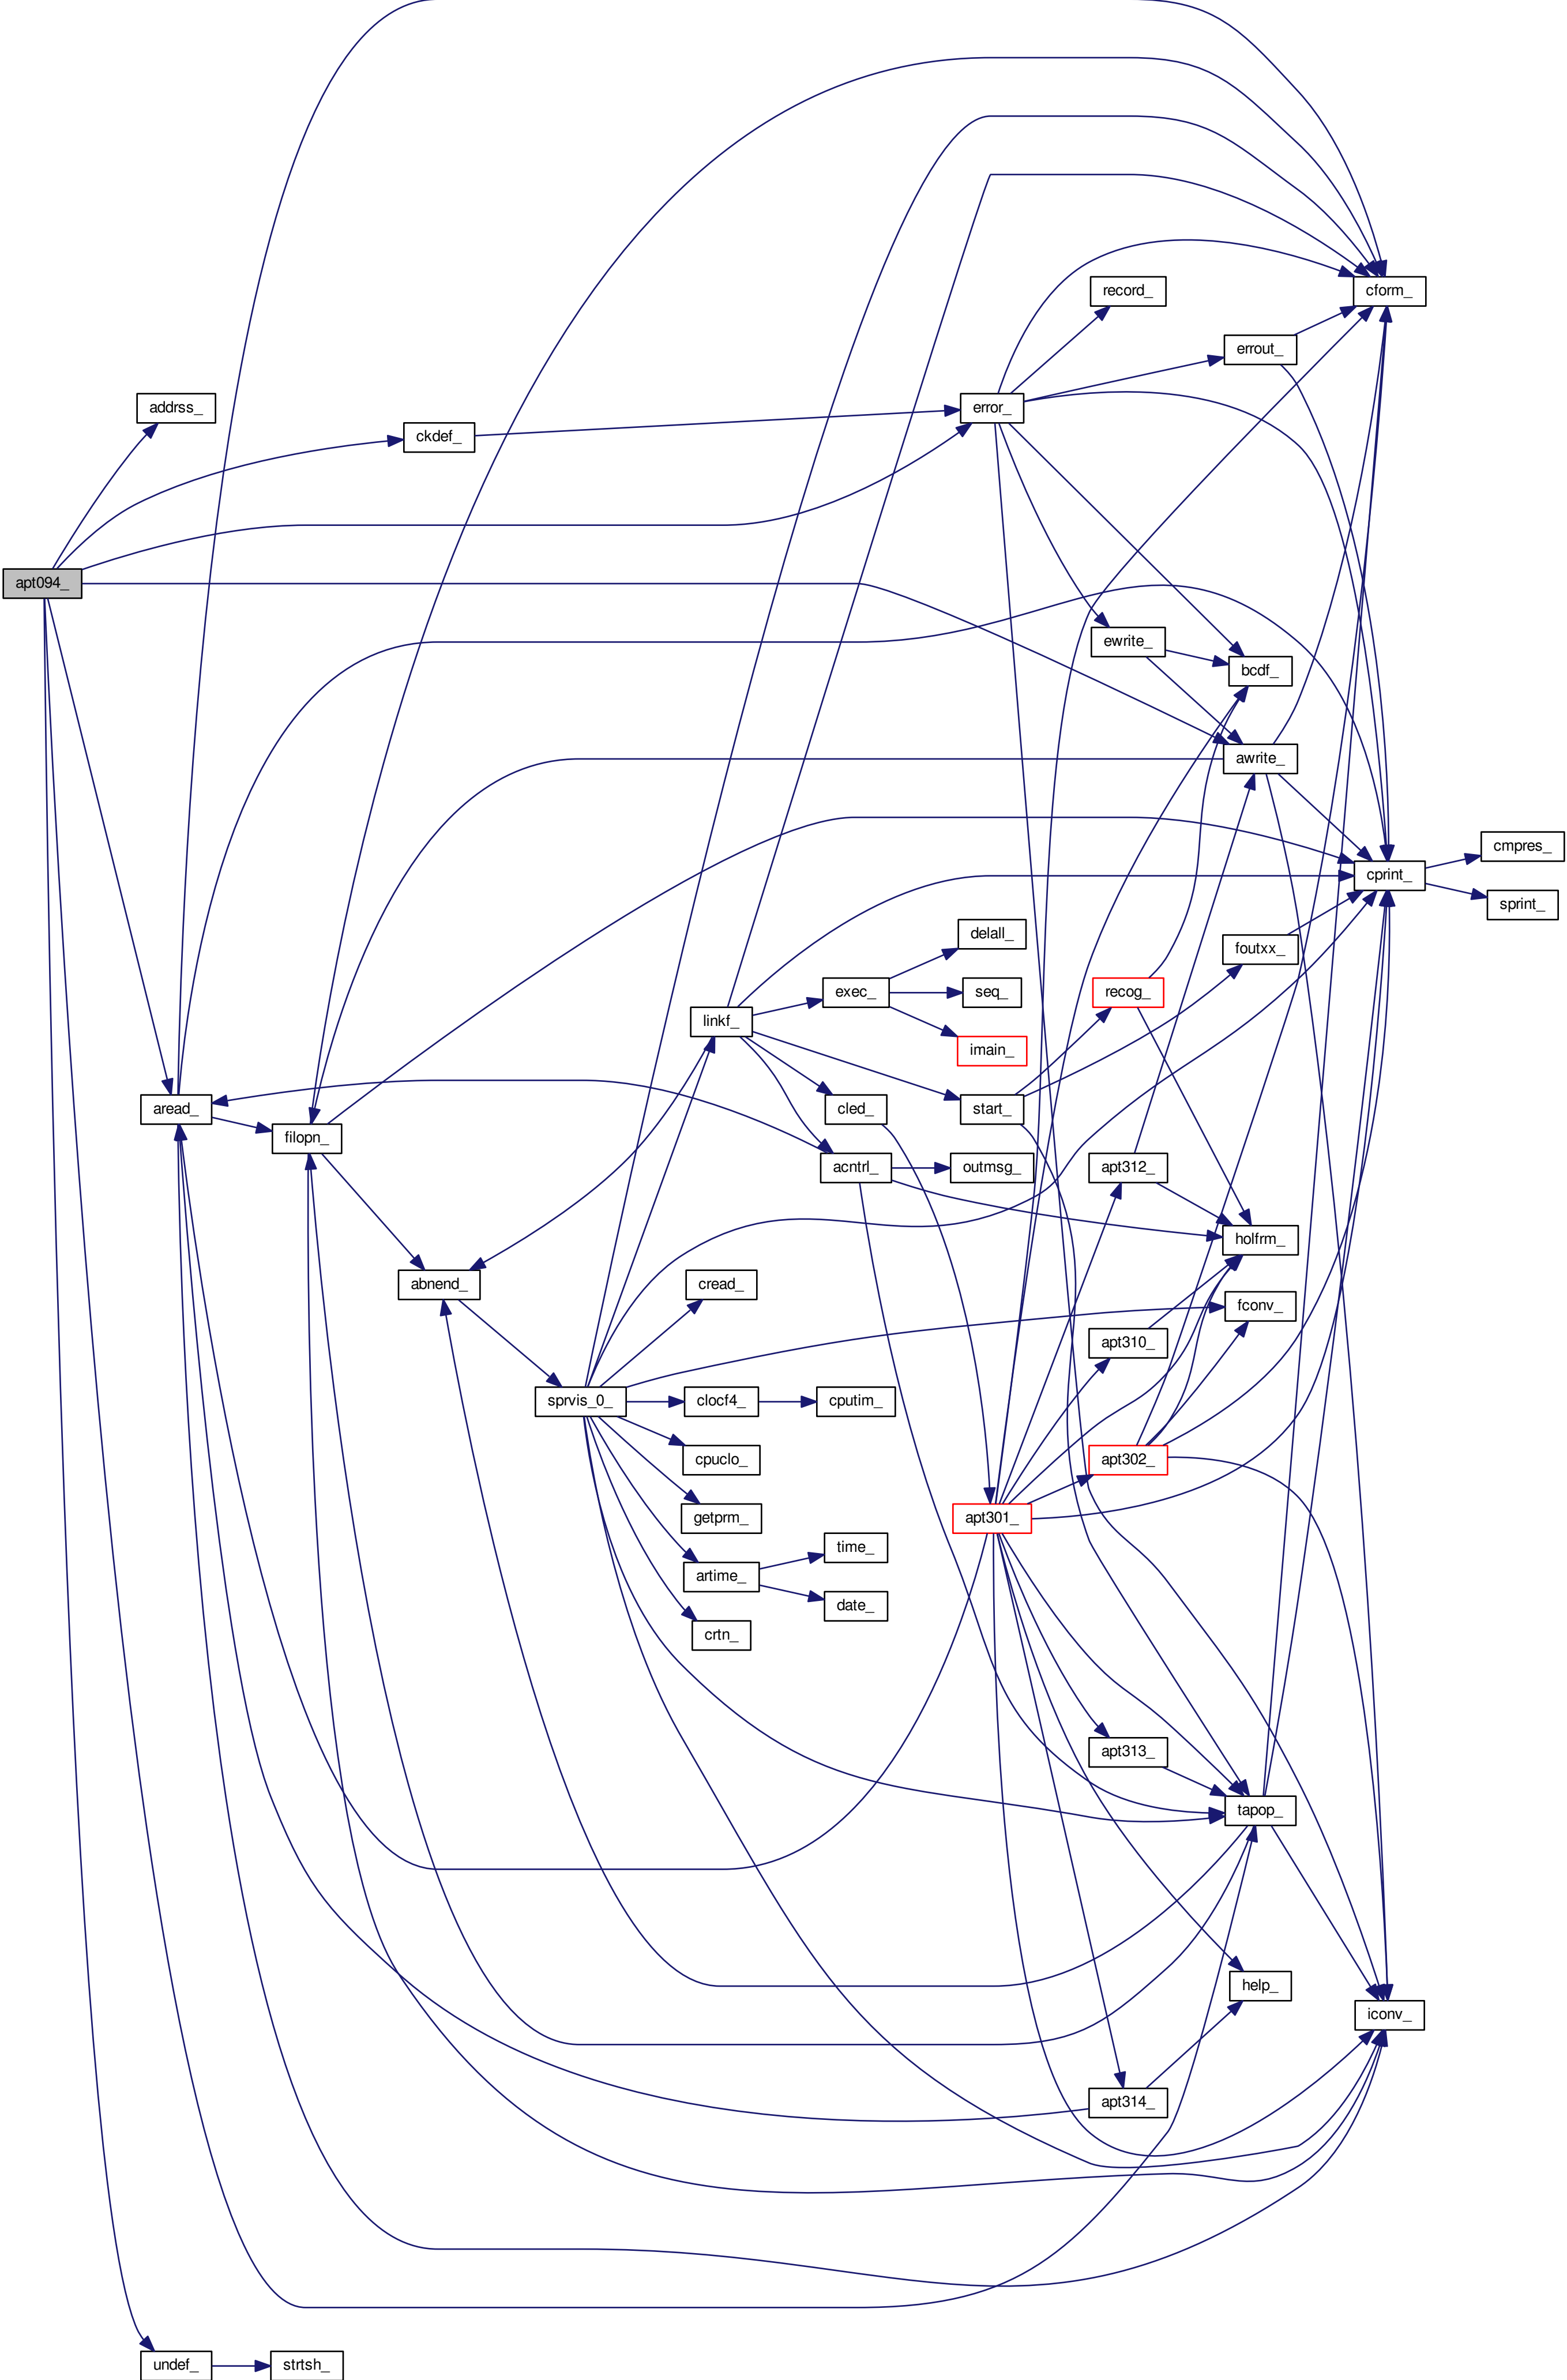 cform_
record_
errout_
addrss_
error_
ckdef_
apt094_
ewrite_
bcdf_
awrite_
cmpres_
cprint_
sprint_
delall_
foutxx_
exec_
seq_
recog_
linkf_
imain_
aread_
cled_
start_
filopn_
acntrl_
outmsg_
apt312_
holfrm_
abnend_
cread_
fconv_
apt310_
sprvis_0_
clocf4_
cputim_
cpuclo_
apt302_
getprm_
apt301_
time_
artime_
date_
crtn_
apt313_
tapop_
help_
iconv_
apt314_
undef_
strtsh_